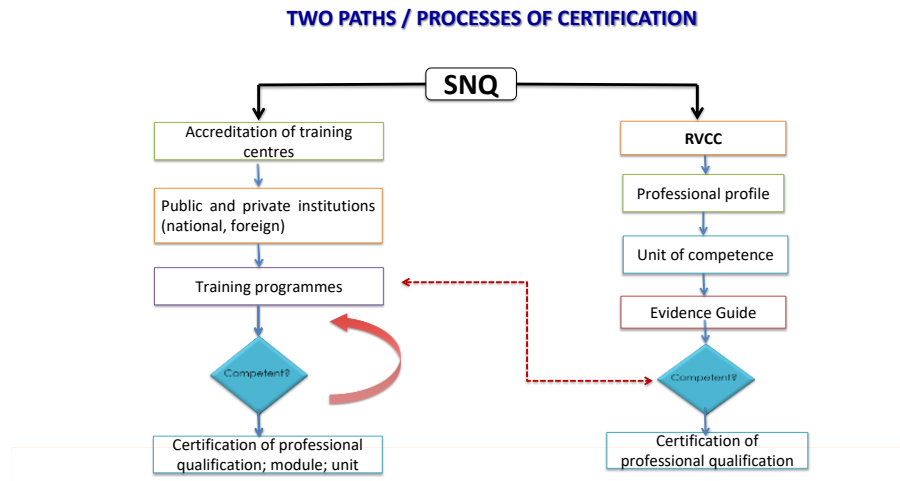 TWO PATHS / PROCESSES OF CERTIFICATION
SNQ
Accreditation of training
centres
Public and private institutions
(national, foreign)
Training programmes
Competent?
Certification of professional
qualification; module; unit
RVCC
Professional profile
Unit of competence
Evidence Guide
Competent?
Certification of
professional qualification